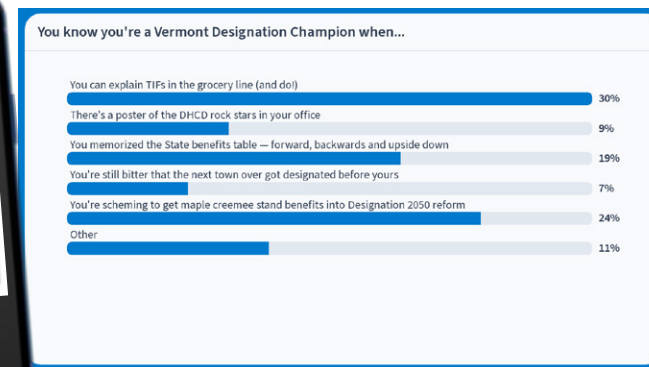 You know you're a Vermont Designation Champion when...
You can explain TIFs in the grocery line (and do!)
30%
There's a poster of the DHCD rock stars in your office
9%
You memorized the State benefits table — forward, backwards and upside down
19%
You're still bitter that the next town over got designated before yours
7%
You're scheming to get maple creemee stand benefits into Designation 2050 reform
24%
Other
11%